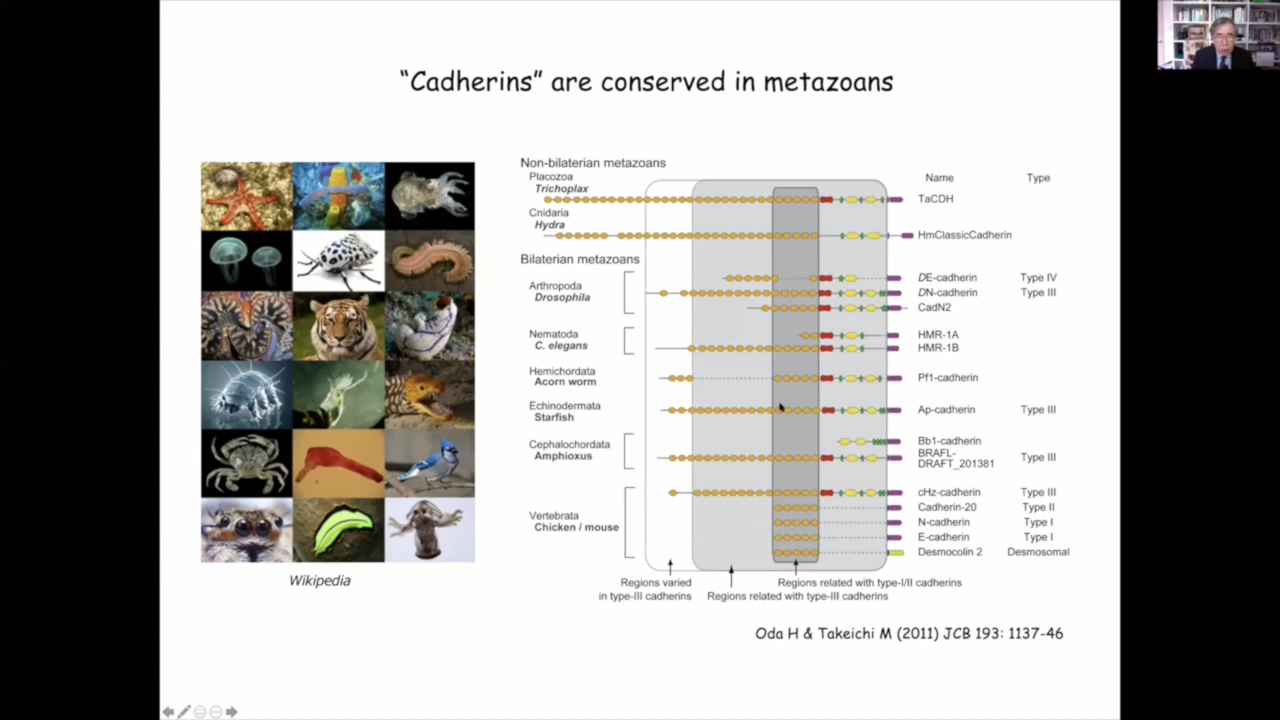 “Cadherins” are conserved in metazoans
Non-bilaterian metazoans
Name Type
Placozoa
Trichoplax
TaCDH
Cnidaria
Hydra
HmClassicCadherin
Bilaterian metazoans
Arthropoda
Drosophila
DE-cadherin Type IV
DN-cadherin Type III
CadN2
Nematoda
C. elegans
HMR-1A
HMR-1B
Hemichordata
Acorn worm
Pf1-cadherin
Echinodermata
Starfish
Ap-cadherin Type III
Cephalochordata
Amphioxus
Bb1-cadherin
BRAFL-
DRAFT_201381 Type III
Vertebrata
Chicken / mouse
cHz-cadherin Type III
Cadherin-20 Type II
N-cadherin Type I
E-cadherin Type I
Desmocolin 2 Desmosomal
Regions varied
in type-III cadherins
Regions related with type-III cadherins
Regions related with type-I/II cadherins
Wikipedia
Oda H & Takeichi M (2011) JCB 193: 1137-46